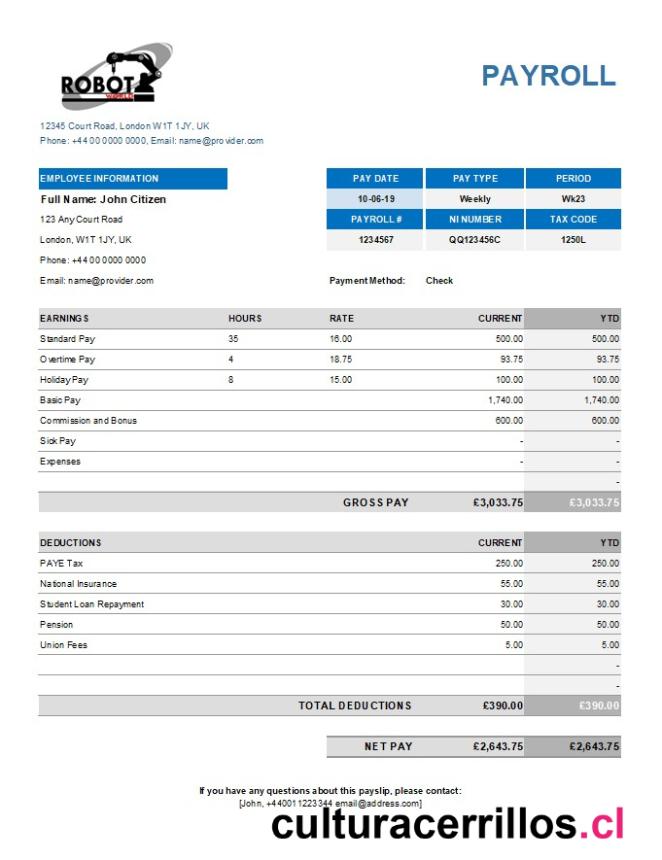 ROBOT
WORLD
PAYROLL
12345 Court Road, London W1T 1JY, UK
Phone: +44 00 0000 0000, Email: name@provider.com
EMPLOYEE INFORMATION PAY DATE PAY TYPE PERIOD
Full Name: John Citizen 10-06-19 Weekly Wk23
123 Any Court Road PAYROLL # NI NUMBER TAX CODE
London, W1T 1JY, UK 1234567 QQ123456C 1250L
Phone: +44 00 0000 0000
Email: name@provider.com Payment Method: Check
EARNINGS HOURS RATE CURRENT YTD
Standard Pay 35 16.00 500.00 500.00
Overtime Pay 4 18.75 93.75 93.75
Holiday Pay 8 15.00 100.00 100.00
Basic Pay 1,740.00 1,740.00
Commission and Bonus 600.00 600.00
Sick Pay - -
Expenses - -
-
GROSS PAY £3,033.75 £3,033.75
DEDUCTIONS CURRENT YTD
PAYE Tax 250.00 250.00
National Insurance 55.00 55.00
Student Loan Repayment 30.00 30.00
Pension 50.00 50.00
Union Fees 5.00 5.00
-
-
TOTAL DEDUCTIONS £390.00 £390.00
NET PAY £2,643.75 £2,643.75
If you have any questions about this payslip, please contact:
[John, +440011223344 email@address.com]
culturacerrillos.cl